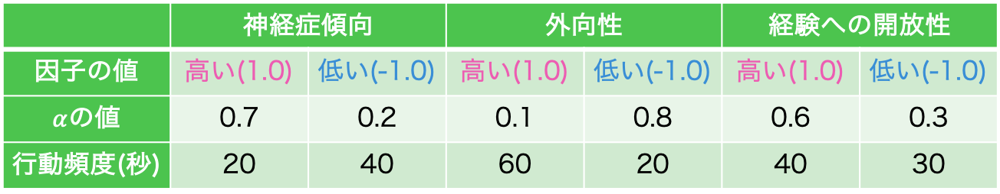 神経症傾向 外向性 経験への開放性
因子の値 高い(1.0) 低い(-1.0) 高い(1.0) 低い(-1.0) 高い(1.0) 低い(-1.0)
αの値 0.7 0.2 0.1 0.8 0.6 0.3
行動頻度(秒) 20 40 60 20 40 30